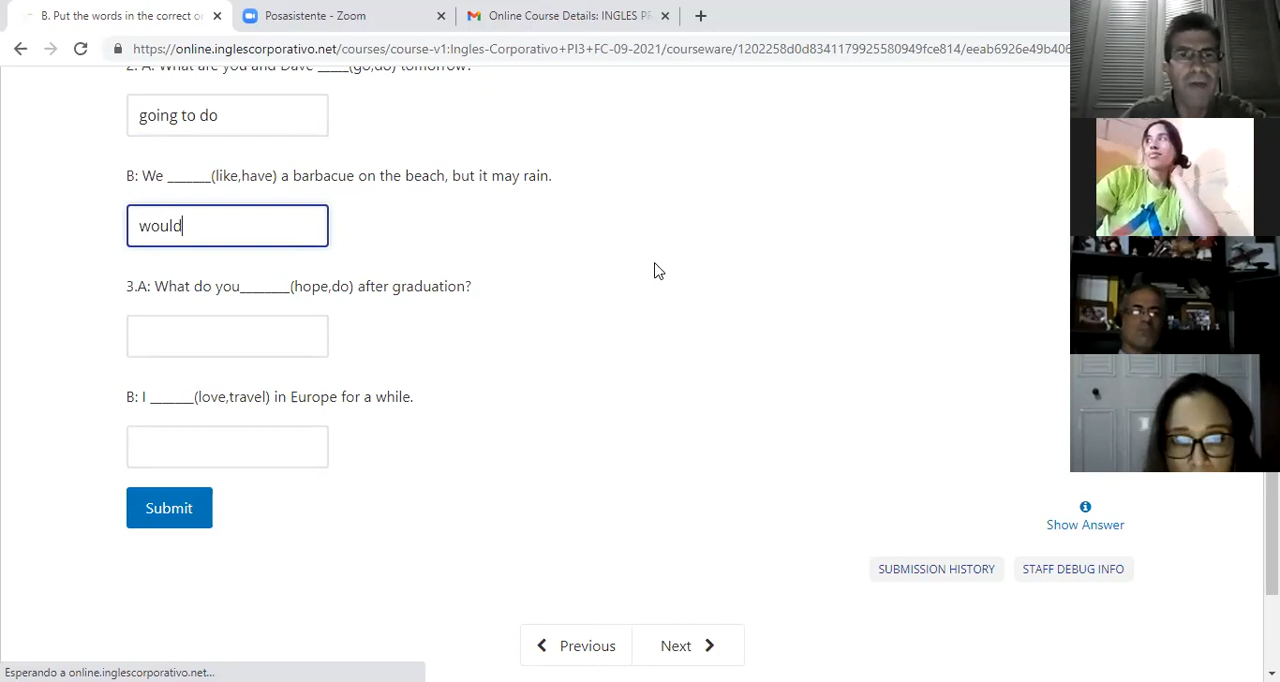 B. Put the words in the correct or
Posasistente - Zoom
Online Course Details: INGLES PR
https://online.inglescorporativo.net/courses/course-v1:Ingles-Corporativo+PI3+FC-09-2021/courseware/1202258d0d8341179925580949fce814/eeab6926e49b406
2. A: What are you and Dave _____(go,do) tomorrow?
going to do
B: We ______(like,have) a barbacue on the beach, but it may rain.
would
3.A: What do you_______(hope,do) after graduation?
B: I ______(love,travel) in Europe for a while.
Submit
Show Answer
SUBMISSION HISTORY
STAFF DEBUG INFO
Previous
Next
Esperando a online.inglescorporativo.net...